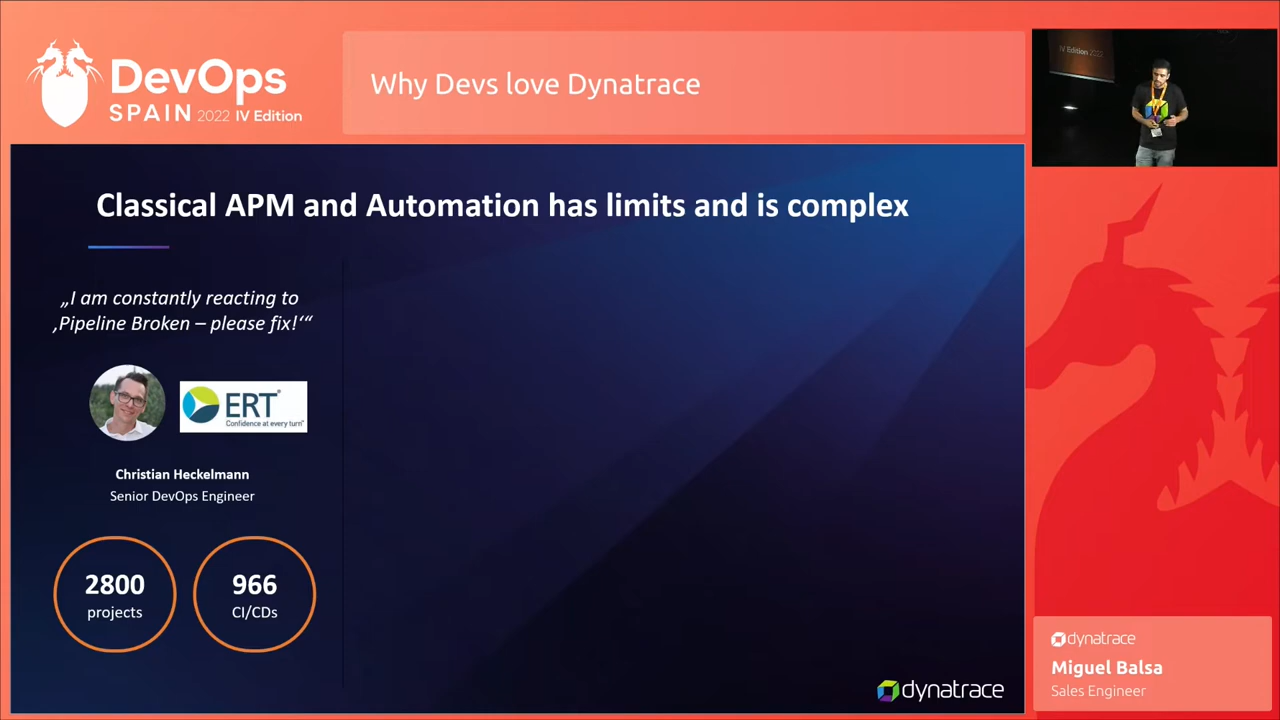 DevOps
SPAIN 2022 IV Edition
Why Devs love Dynatrace
IV Edition 2022
Classical APM and Automation has limits and is complex
„I am constantly reacting to
‚Pipeline Broken – please fix!‘“
ERT®
Confidence at every turn™
Christian Heckelmann
Senior DevOps Engineer
2800
projects
966
CI/CDs
dynatrace
dynatrace
Miguel Balsa
Sales Engineer